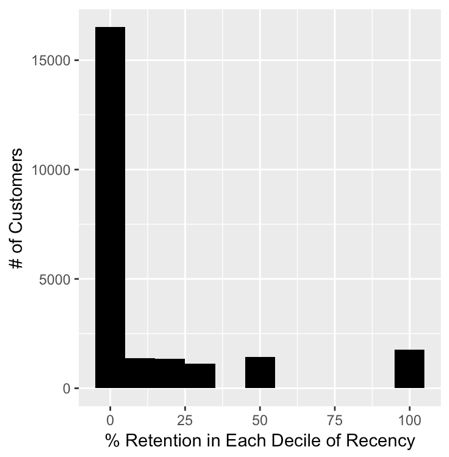 15000
10000
5000
0
# of Customers
0 25 50 75 100
% Retention in Each Decile of Recency